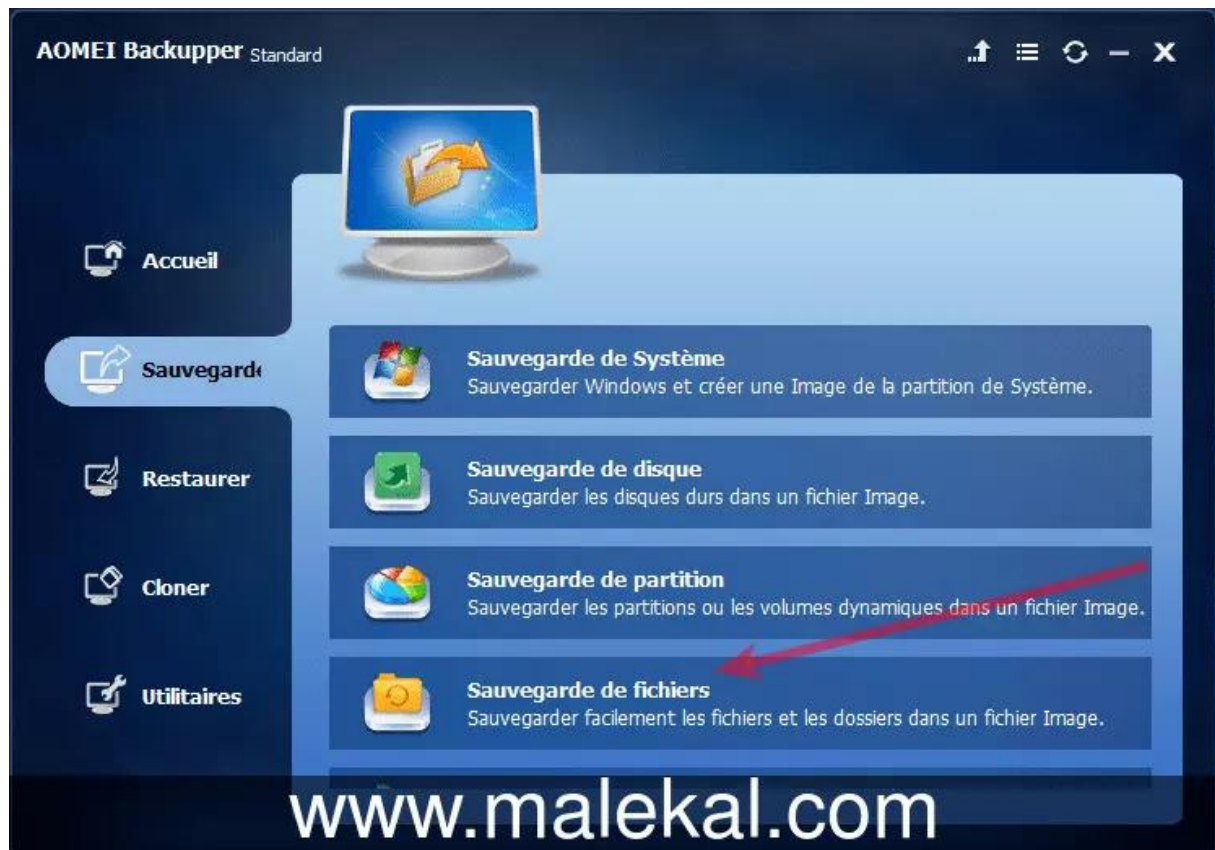 AOMEI Backupper Standard
Accueil
Sauvegarde
Restaurer
Cloner
Utilitaires
Sauvegarde de Système
Sauvegarder Windows et créer une Image de la partition de Système.
Sauvegarde de disque
Sauvegarder les disques durs dans un fichier Image.
Sauvegarde de partition
Sauvegarder les partitions ou les volumes dynamiques dans un fichier Image.
Sauvegarde de fichiers
Sauvegarder facilement les fichiers et les dossiers dans un fichier Image.
www.malekal.com